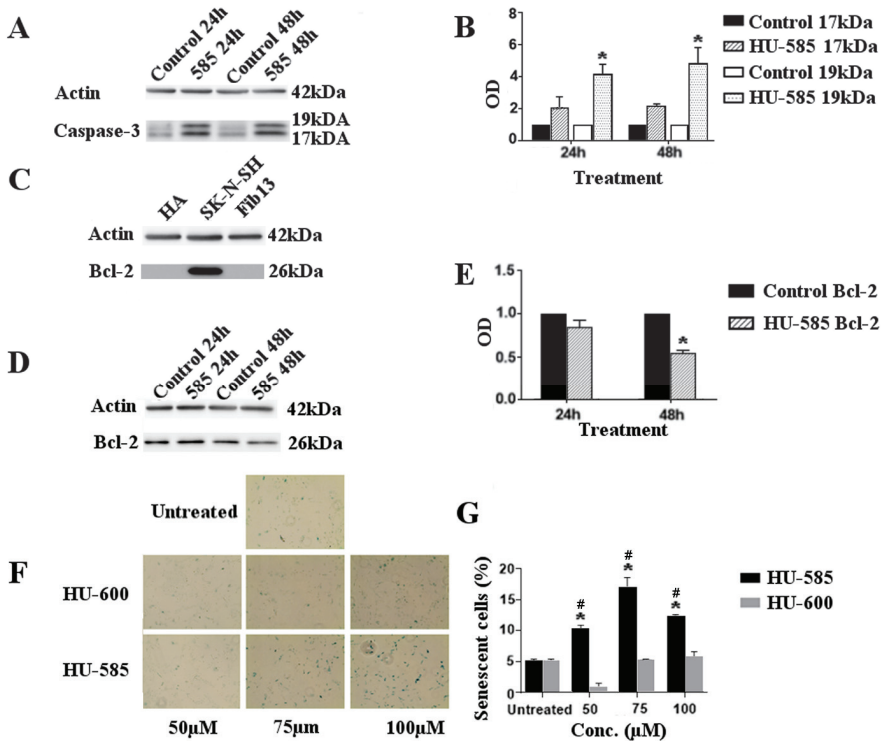 A
Control 24h
585 24h
Control 48h
585 48h
Actin
42kDa
Caspase-3
19kDA
17kDA
B
OD
8
6
4
2
0
24h
48h
Treatment
Control 17kDa
HU-585 17kDa
Control 19kDa
HU-585 19kDa
*
*
C
HA
SK-N-SH
Fib13
Actin
42kDa
Bcl-2
26kDa
D
Control 24h
585 24h
Control 48h
585 48h
Actin
42kDa
Bcl-2
26kDa
E
OD
1.5
1.0
0.5
0.0
*
24h
48h
Treatment
Control Bcl-2
HU-585 Bcl-2
F
Untreated
HU-600
HU-585
50μM
75μm
100μM
G
Senescent cells (%)
20
15
10
5
0
#
*
#
*
#
*
Untreated
50
75
100
Conc. (μM)
HU-585
HU-600